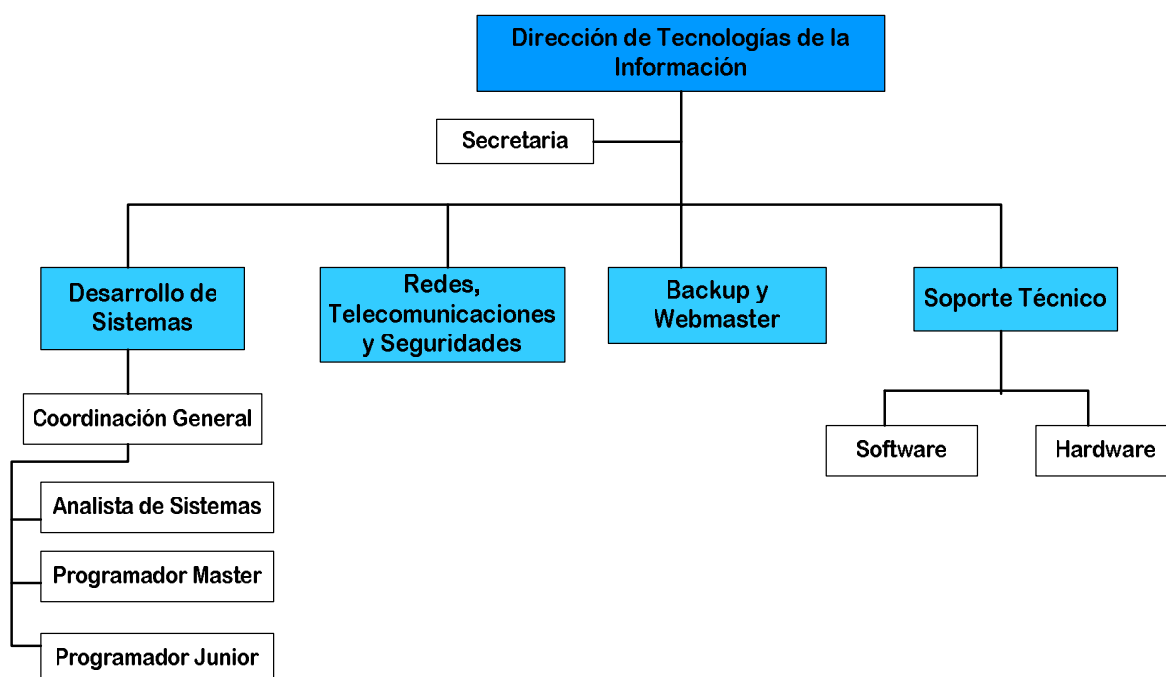 Dirección de Tecnologías de la
Información
Secretaria
Desarrollo de
Sistemas
Redes,
Telecomunicaciones
y Seguridades
Backup y
Webmaster
Soporte Técnico
Coordinación General
Software
Hardware
Analista de Sistemas
Programador Master
Programador Junior